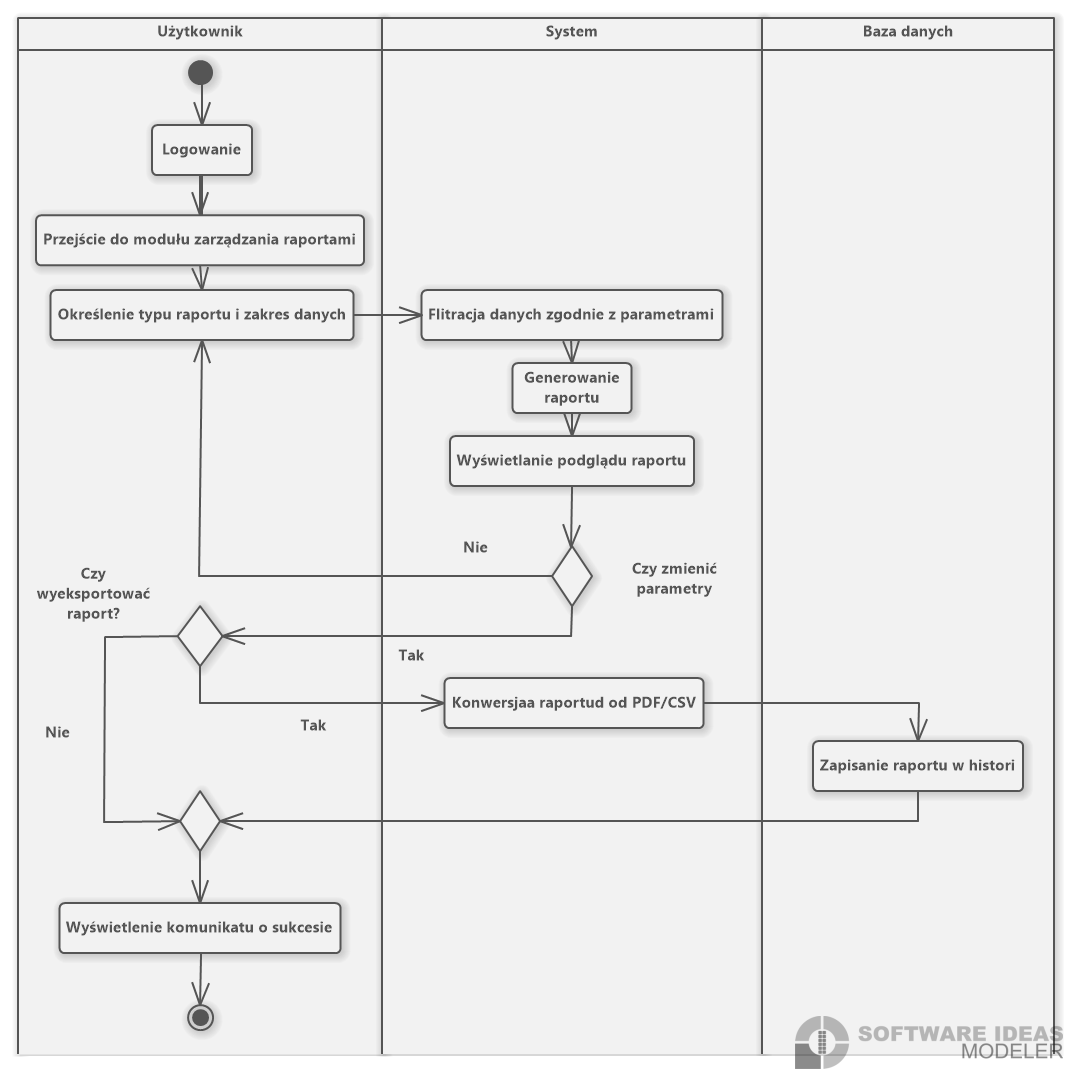 Użytkownik
System
Baza danych
Logowanie
Przejście do modułu zarządzania raportami
Określenie typu raportu i zakres danych
Flitracja danych zgodnie z parametrami
Generowanie
raportu
Wyświetlanie podglądu raportu
Nie
Czy zmienić
parametry
Czy
wyeksportować
raport?
Tak
Konwersjaa raportud od PDF/CSV
Tak
Nie
Zapisanie raportu w histori
Wyświetlenie komunikatu o sukcesie
SOFTWARE IDEAS
MODELER